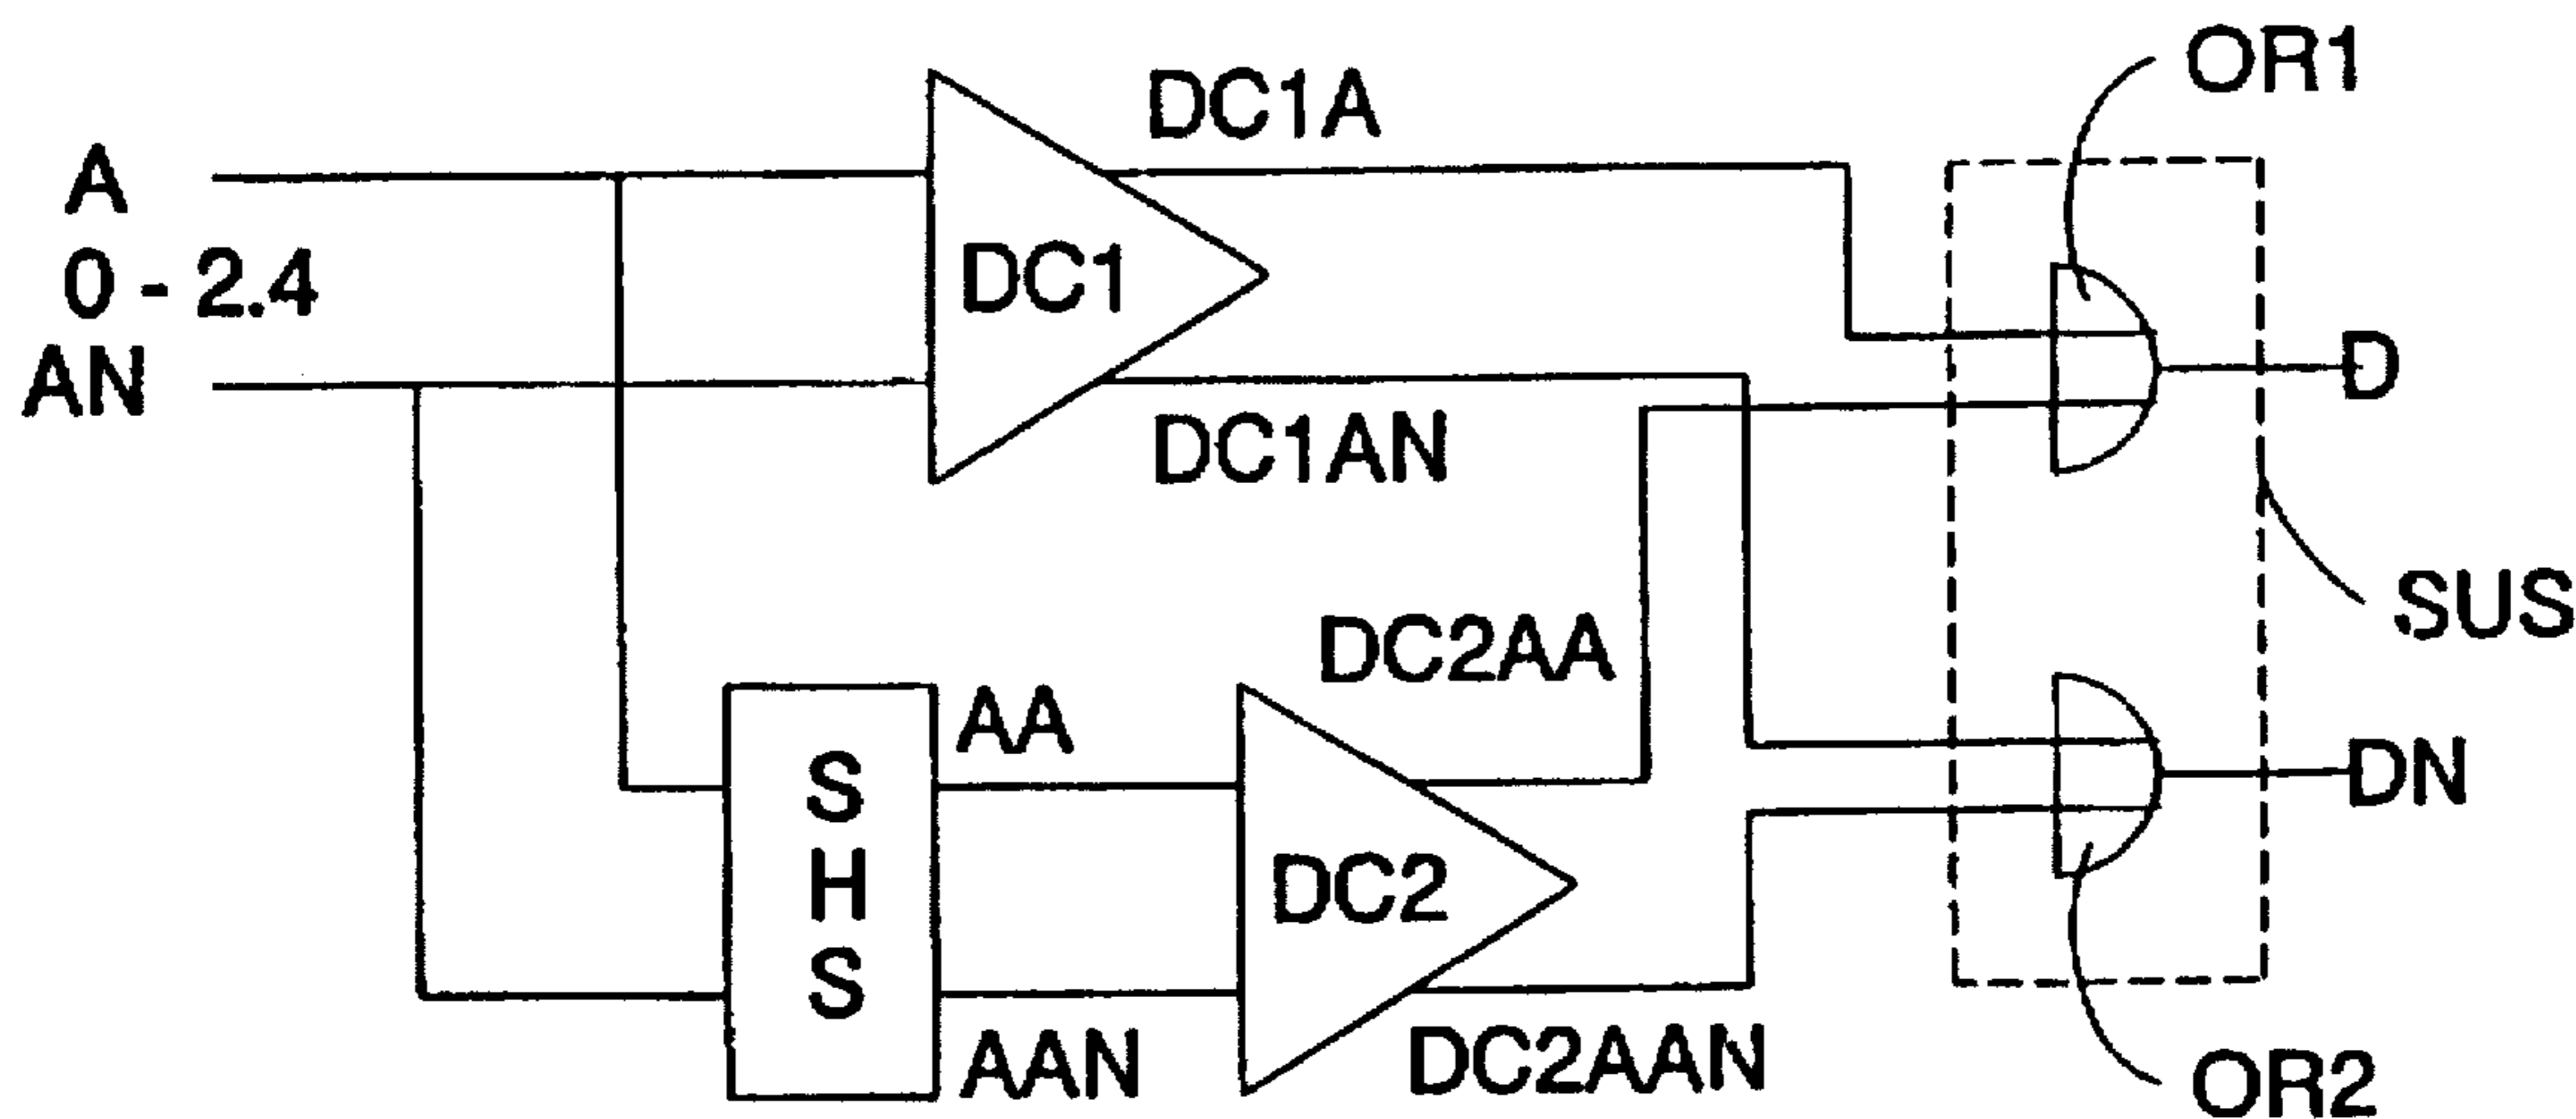 OR1
DC1A
A
0 - 2.4
AN
DC1
DC1AN
D
SUS
DC2AA
AA
S
H
S
DC2
DN
AAN
DC2AAN
OR2